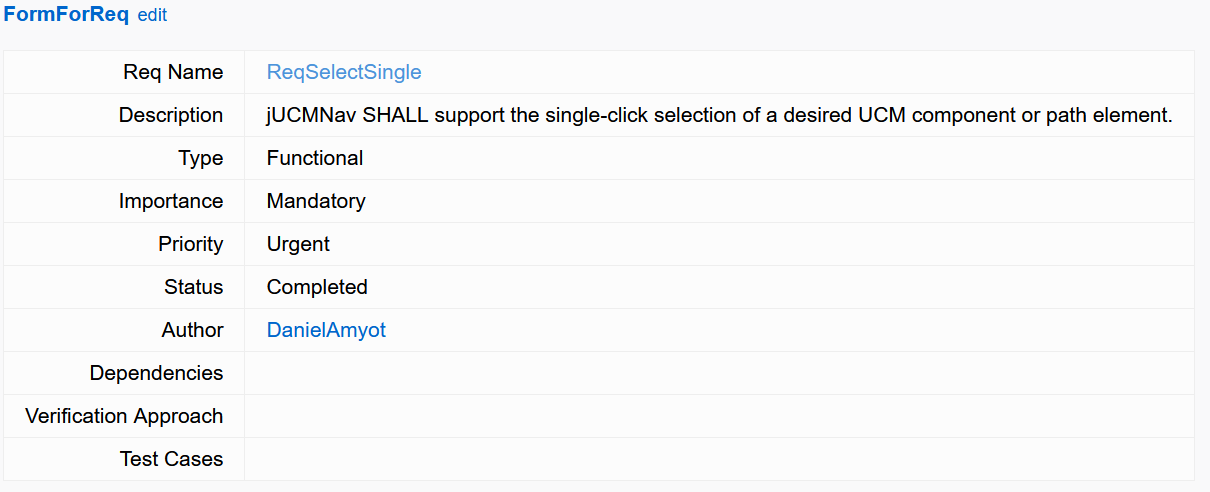 FormForReq edit
Req Name ReqSelectSingle
Description jUCMNav SHALL support the single-click selection of a desired UCM component or path element.
Type Functional
Importance Mandatory
Priority Urgent
Status Completed
Author DanielAmyot
Dependencies
Verification Approach
Test Cases